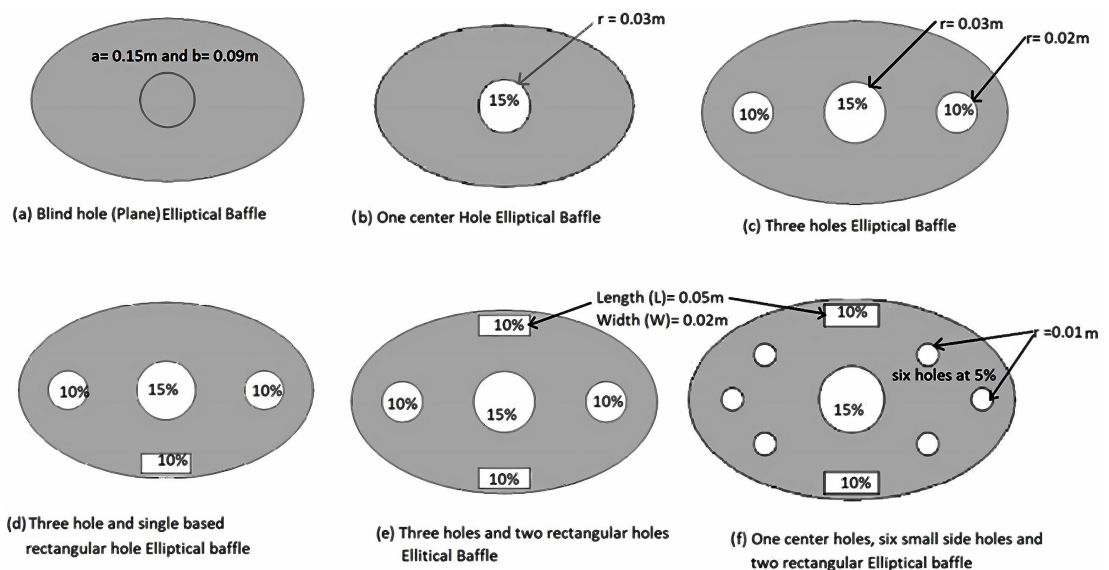 a= 0.15m and b= 0.09m
(a) Blind hole (Plane) Elliptical Baffle
r = 0.03m
15%
(b) One center Hole Elliptical Baffle
r= 0.03m
r= 0.02m
10%
15%
10%
(c) Three holes Elliptical Baffle
10%
15%
10%
10%
(d) Three hole and single based
rectangular hole Elliptical baffle
Length (L)= 0.05m
Width (W)= 0.02m
10%
10%
15%
10%
10%
(e) Three holes and two rectangular holes
Ellitical Baffle
10%
r =0.01m
six holes at 5%
15%
10%
(f) One center holes, six small side holes and
two rectangular Elliptical baffle